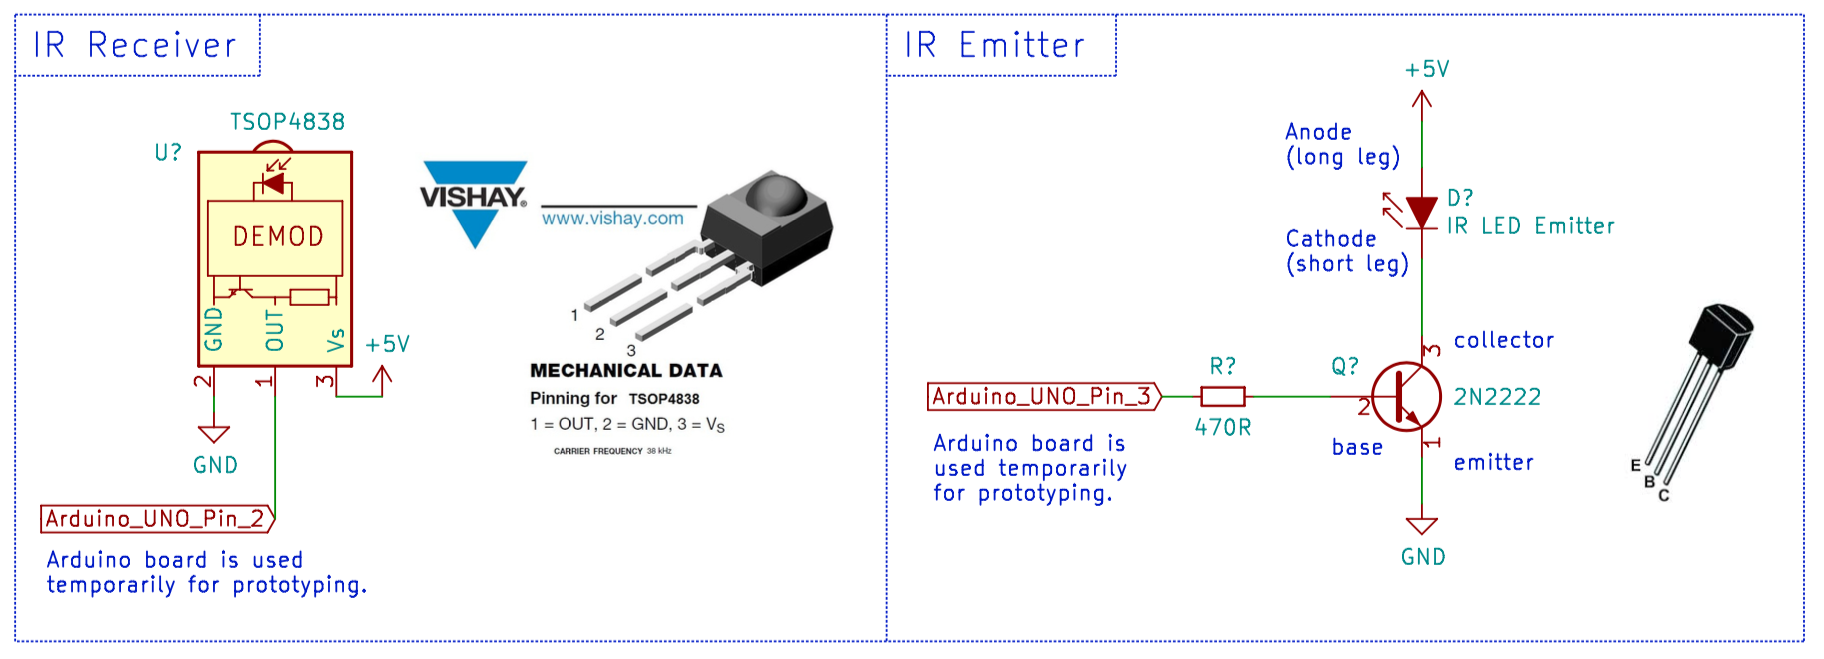 IR Receiver
TSOP4838
U?
DEMOD
GND
OUT
Vs
+5V
2
1
3
GND
Arduino_UNO_Pin_2
Arduino board is used
temporarily for prototyping.
VISHAY®
www.vishay.com
1
2
3
MECHANICAL DATA
Pinning for TSOP4838
1 = OUT, 2 = GND, 3 = VS
CARRIER FREQUENCY 38 kHz
IR Emitter
+5V
Anode
(long leg)
D?
IR LED Emitter
Cathode
(short leg)
3
collector
R?
Q?
Arduino_UNO_Pin_3
2
2N2222
470R
Arduino board is
used temporarily
for prototyping.
base
1
emitter
GND
E
B
C